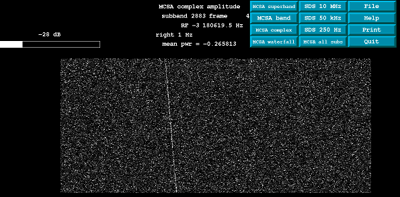 MCSA complex amplitude
subband 2883 frame 4
RF -3 180619.5 Hz
right 1 Hz
mean pwr = -0.265813
-28 dB
MCSA superband SDS 10 MHz File
MCSA band SDS 50 kHz Help
MCSA complex SDS 250 Hz Print
MCSA waterfall MCSA all subs Quit